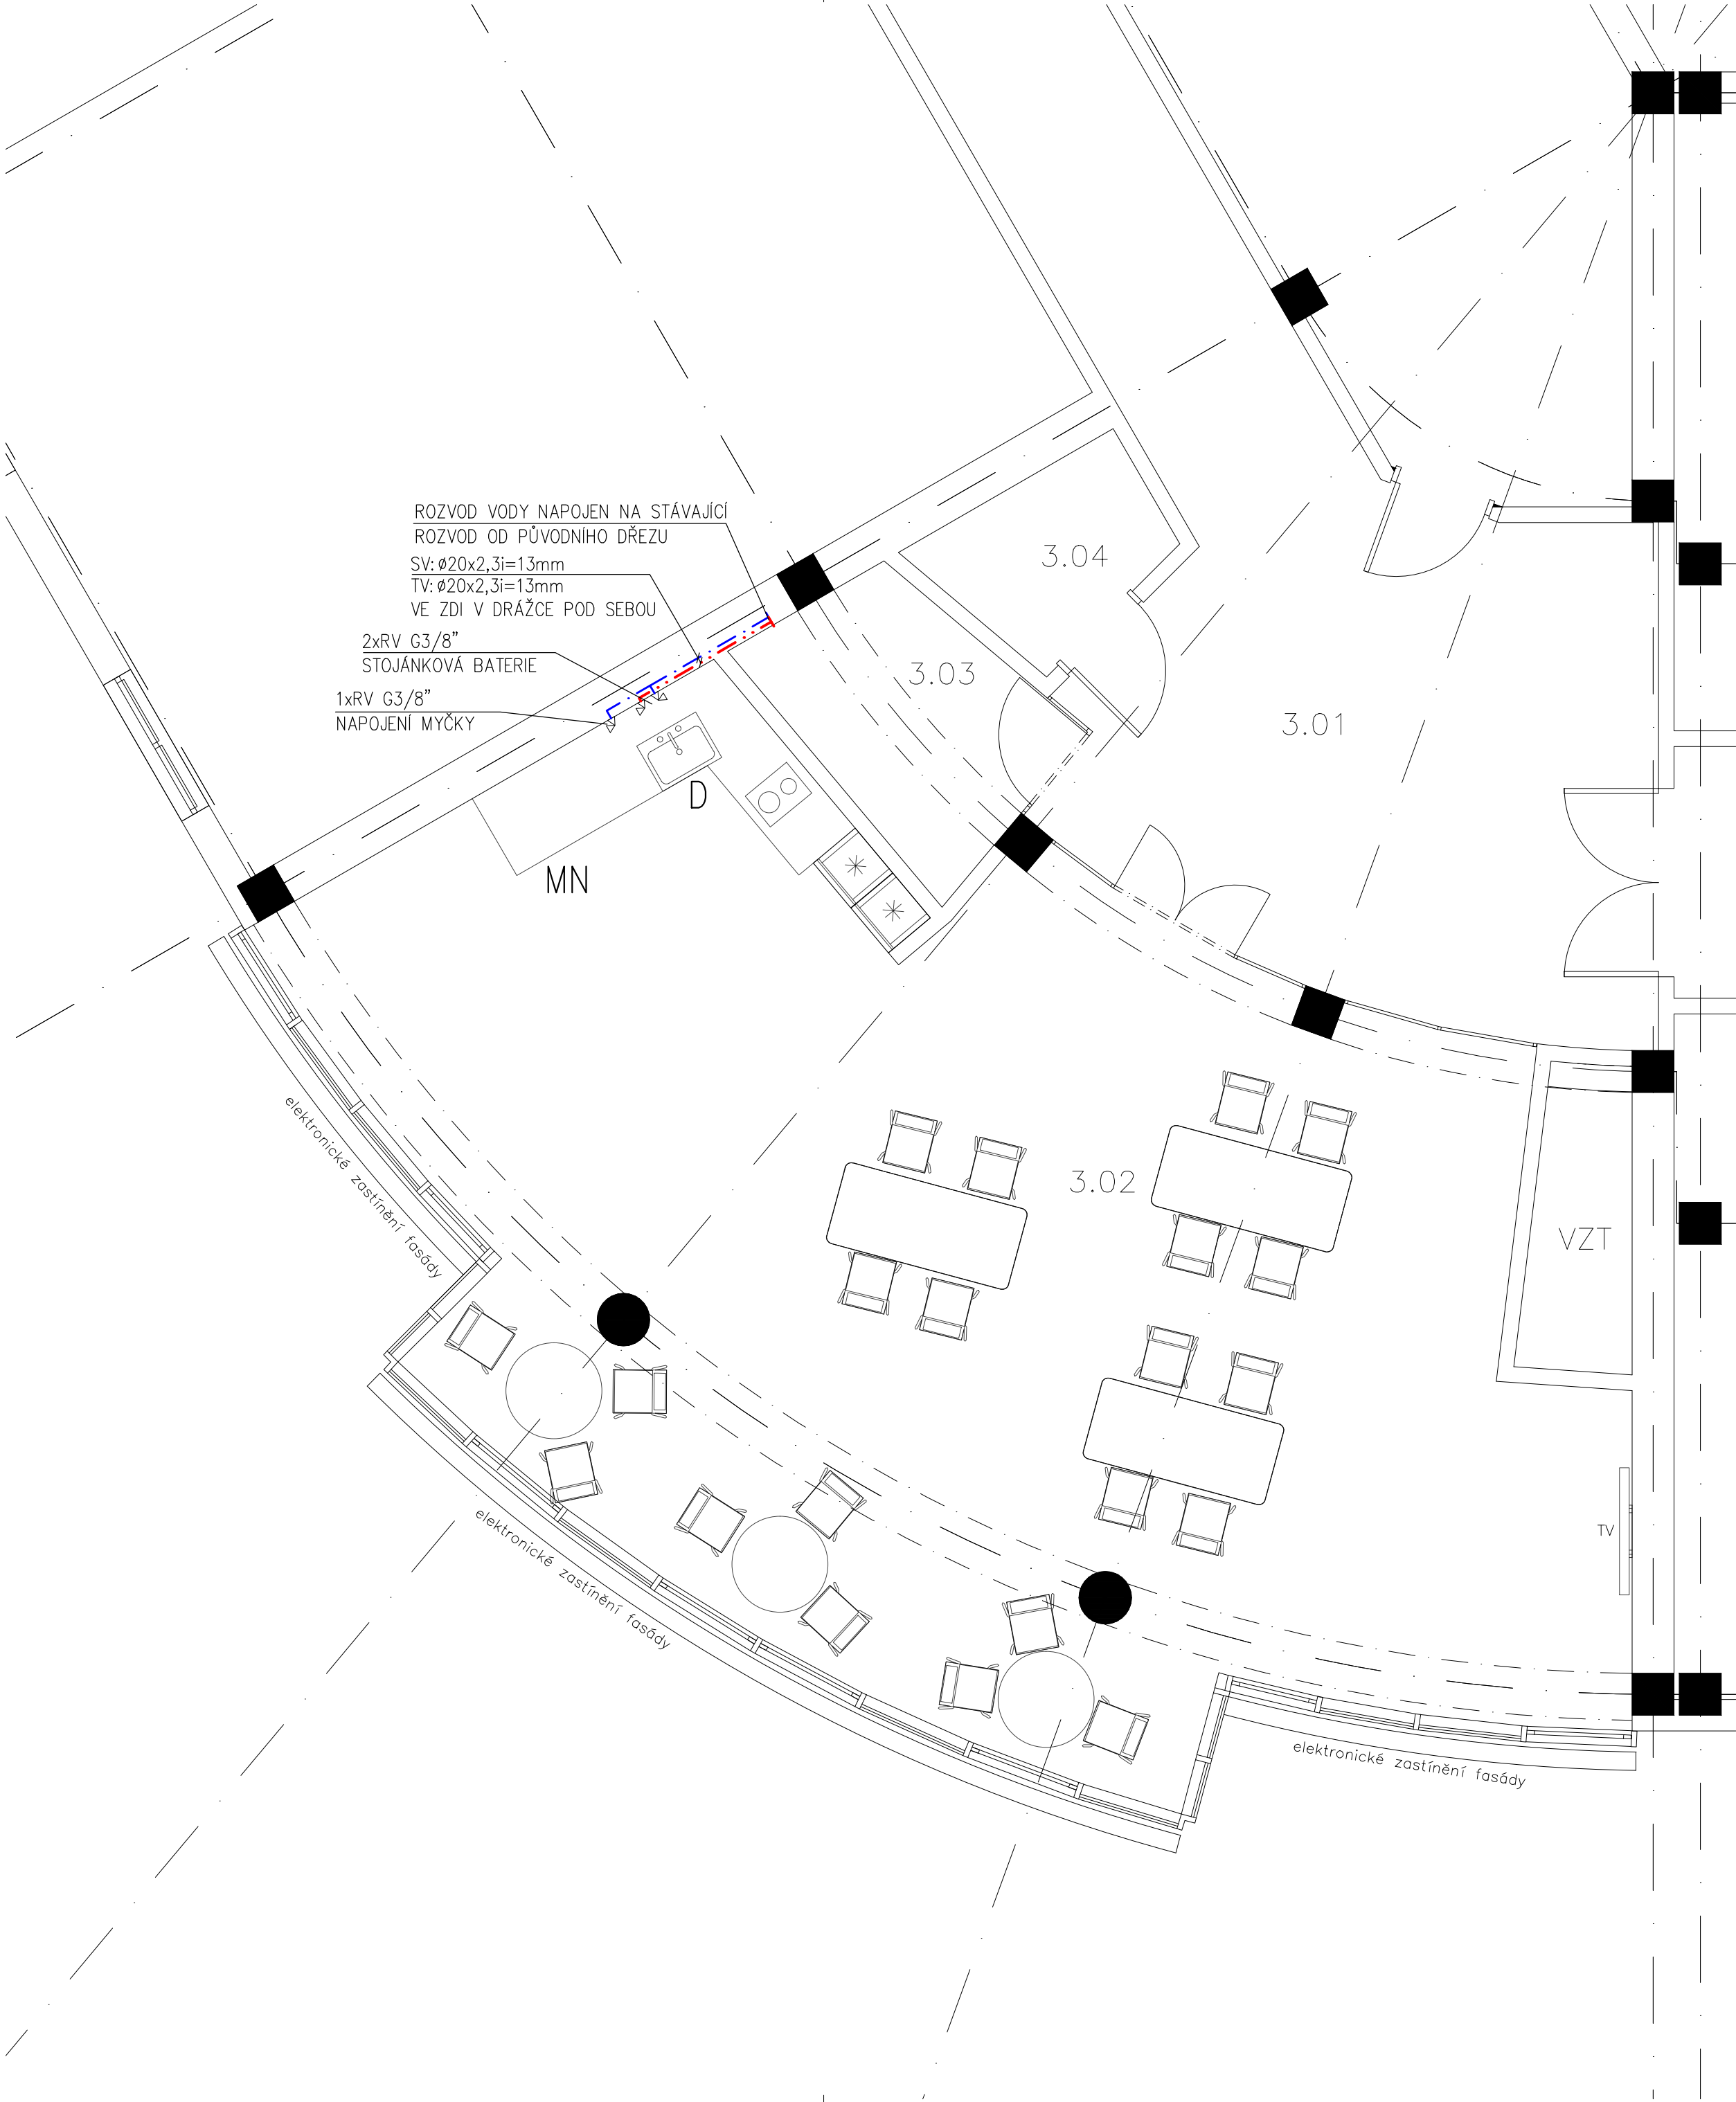 ROZVOD VODY NAPOJEN NA STÁVAJÍCÍ
ROZVOD OD PŮVODNÍHO DŘEZU
SV: ø20x2,3i=13mm
TV: ø20x2,3i=13mm
VE ZDI V DRÁŽCE POD SEBOU
2xRV G3/8”
STOJÁNKOVÁ BATERIE
1xRV G3/8”
NAPOJENÍ MYČKY
3.04
3.03
3.01
D
MN
elektronické zastínění fasády
3.02
VZT
elektronické zastínění fasády
TV
elektronické zastínění fasády